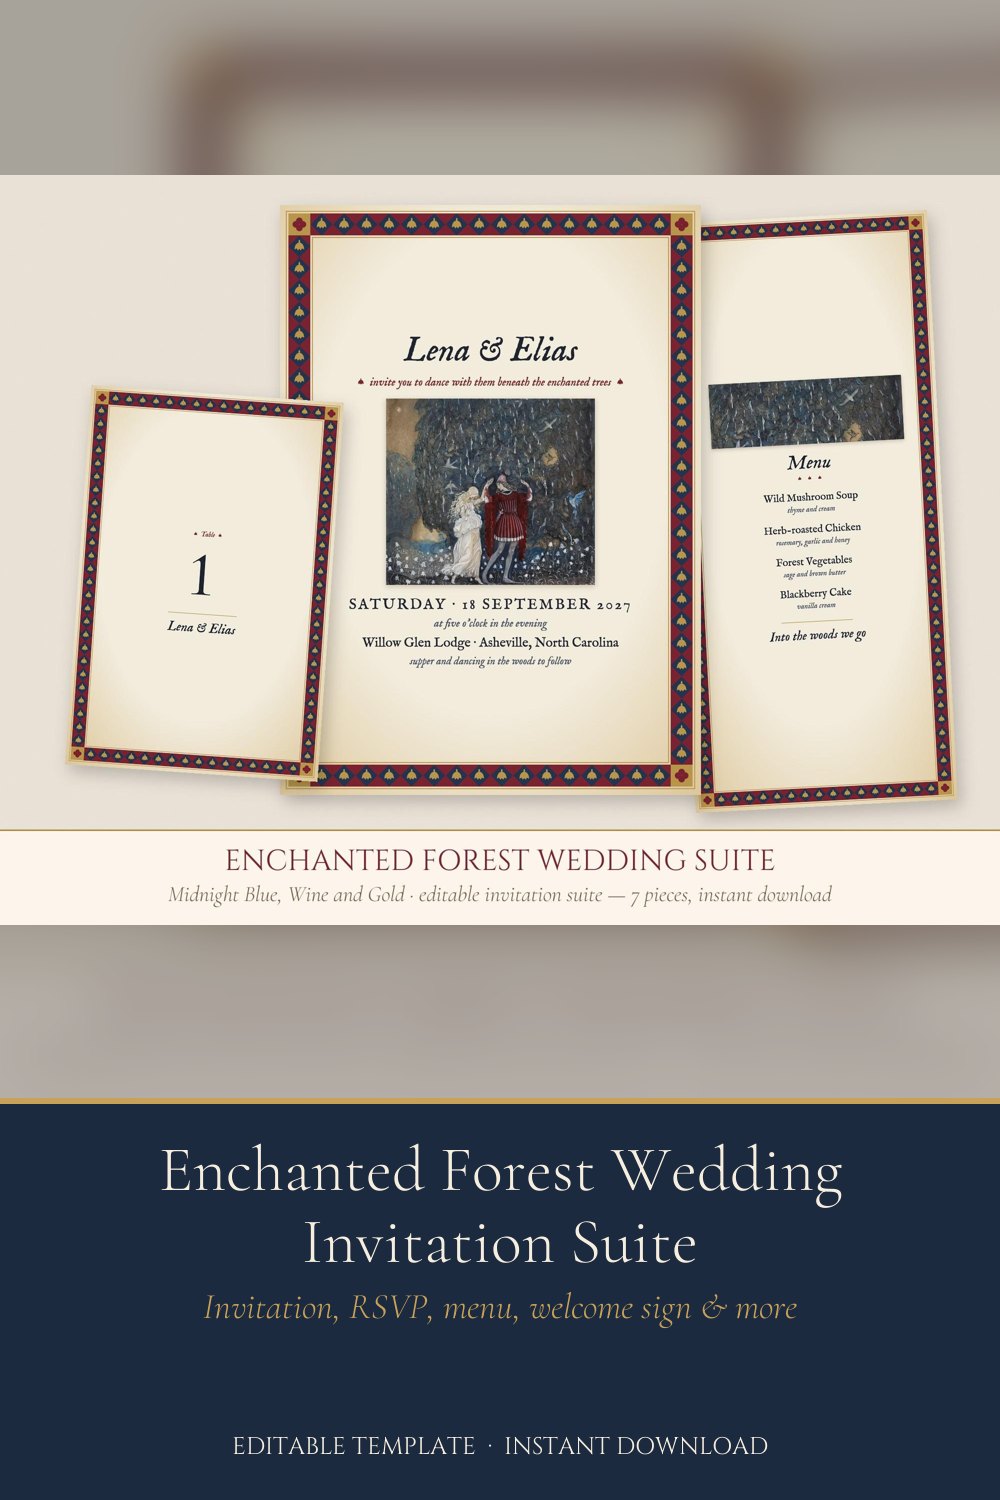 Lena & Elias
invite you to dance with them beneath the enchanted trees
SATURDAY · 18 SEPTEMBER 2027
at five o'clock in the evening
Willow Glen Lodge · Asheville, North Carolina
supper and dancing in the woods to follow
Table
1
Lena & Elias
Menu
Wild Mushroom Soup
thyme and cream
Herb-roasted Chicken
rosemary, garlic and honey
Forest Vegetables
sage and brown butter
Blackberry Cake
vanilla cream
Into the woods we go
ENCHANTED FOREST WEDDING SUITE
Midnight Blue, Wine and Gold · editable invitation suite — 7 pieces, instant download
Enchanted Forest Wedding
Invitation Suite
Invitation, RSVP, menu, welcome sign & more
EDITABLE TEMPLATE · INSTANT DOWNLOAD